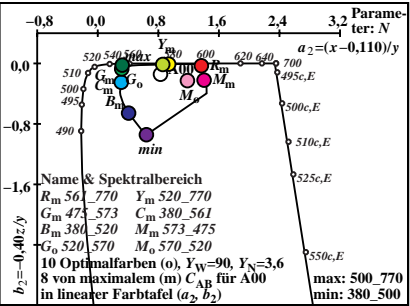 Parameter: N
a2=(x-0,110)/y
b2=-0,40z/y
-0,8 0,0 0,8 1,6 2,4 3,2
0,0
-0,8
-1,6
-2,4
520 540 560 580 600 620 640 700
510
500
495
490
495c,E
500c,E
510c,E
525c,E
550c,E
max
Ym
A00
Gm
Go
Cm
Bm
Rm
Mm
Mo
min
Name & Spektralbereich
Rm 561_770 Ym 520_770
Gm 475_573 Cm 380_561
Bm 380_520 Mm 573_475
Go 520_570 Mo 570_520
10 Optimalfarben (o), YW=90, YN=3,6
8 von maximalem (m) CAB für A00
in linearer Farbtafel (a2, b2)
max: 500_770
min: 380_500